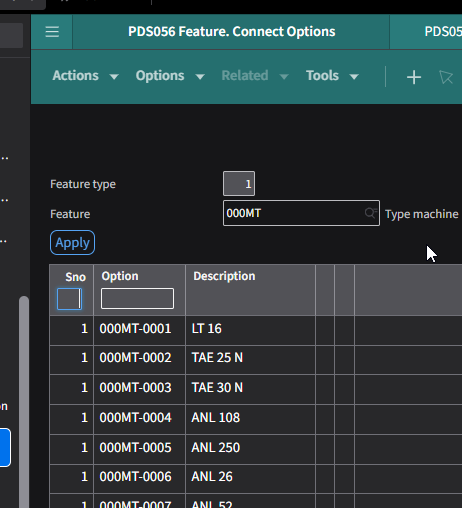 PDS056 Feature. Connect Options
PDS05
Actions Options Related Tools
Feature type 1
Feature 000MT Type machine
Apply
Sno Option Description
1 000MT-0001 LT 16
1 000MT-0002 TAE 25 N
1 000MT-0003 TAE 30 N
1 000MT-0004 ANL 108
1 000MT-0005 ANL 250
1 000MT-0006 ANL 26
1 000MT-0007 ANL 52
..
..
..
on